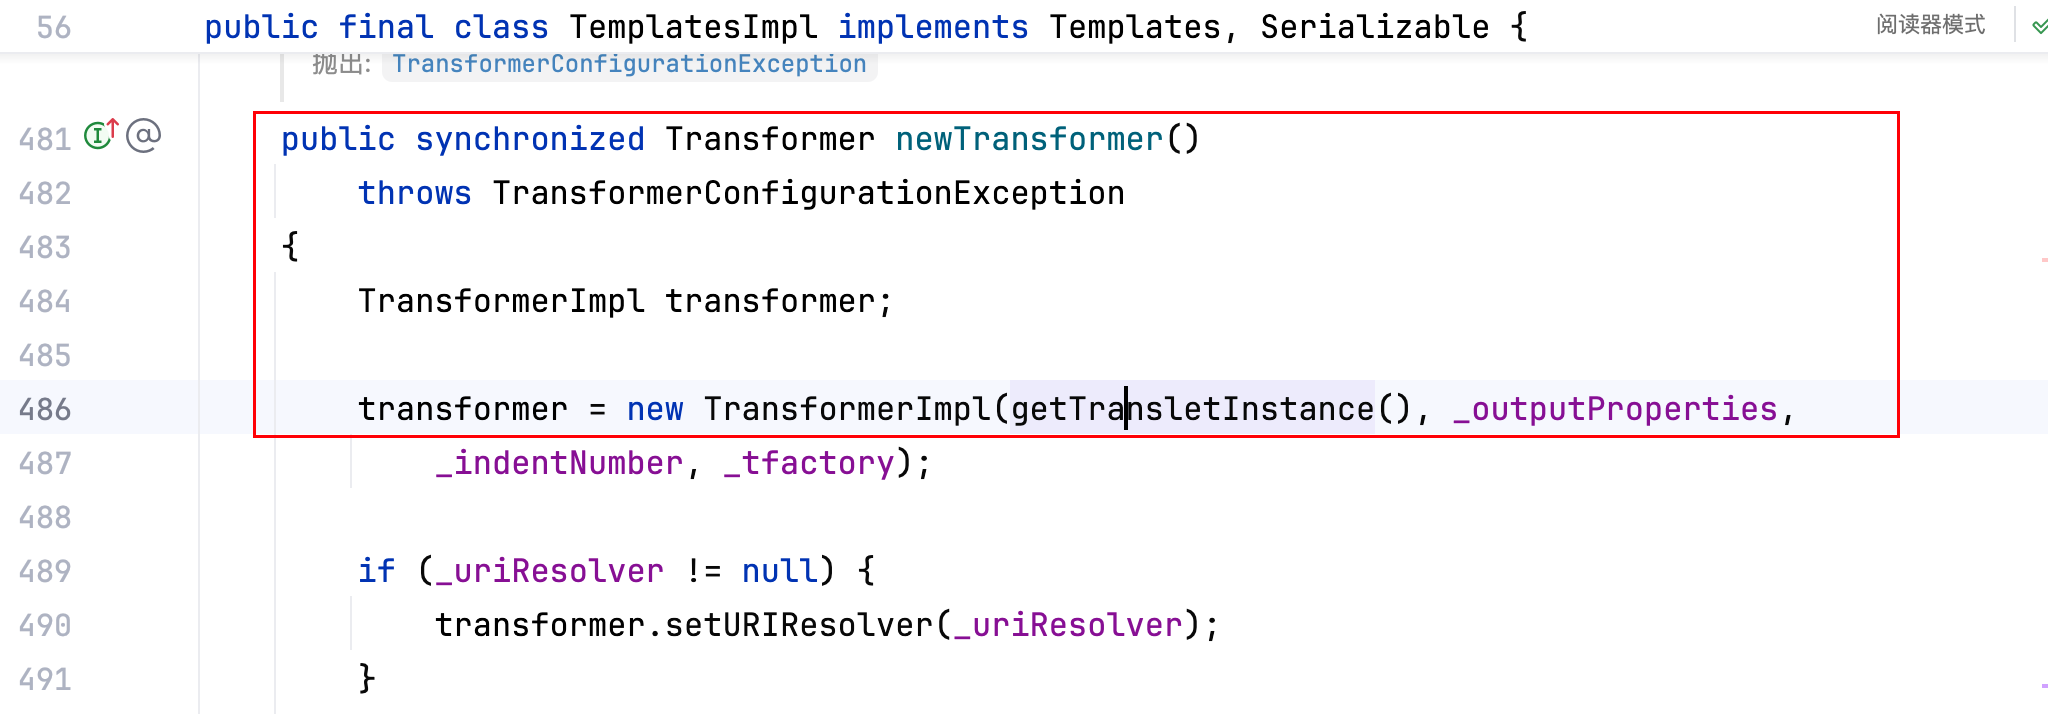 56 public final class TemplatesImpl implements Templates, Serializable { 阅读器模式
抛出: TransformerConfigurationException
481 I @ public synchronized Transformer newTransformer()
482 throws TransformerConfigurationException
483 {
484 TransformerImpl transformer;
485
486 transformer = new TransformerImpl(getTransletInstance(), _outputProperties,
487 _indentNumber, _tfactory);
488
489 if (_uriResolver != null) {
490 transformer.setURIResolver(_uriResolver);
491 }